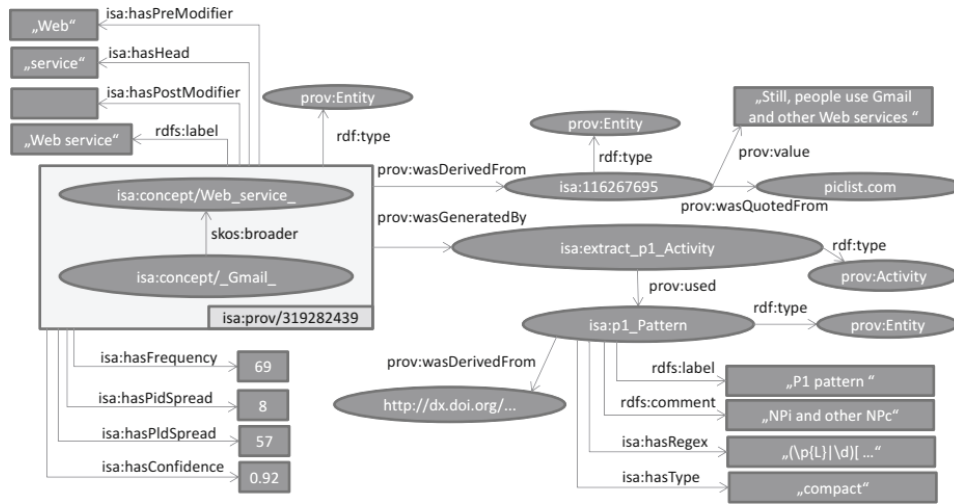 „Web“
isa:hasPreModifier
„service“
isa:hasHead
isa:hasPostModifier
„Web service“
rdfs:label
prov:Entity
rdf:type
prov:Entity
rdf:type
„Still, people use Gmail
and other Web services “
prov:value
isa:concept/Web_service_
skos:broader
isa:concept/_Gmail_
isa:prov/319282439
prov:wasDerivedFrom
isa:116267695
piclist.com
prov:wasQuotedFrom
prov:wasGeneratedBy
isa:extract_p1_Activity
rdf:type
prov:Activity
prov:used
isa:p1_Pattern
rdf:type
prov:Entity
prov:wasDerivedFrom
http://dx.doi.org/...
isa:hasFrequency
69
isa:hasPidSpread
8
isa:hasPldSpread
57
isa:hasConfidence
0.92
rdfs:label
„P1 pattern “
rdfs:comment
„NPi and other NPc“
isa:hasRegex
„(\p{L}|\d)[ ...“
isa:hasType
„compact“